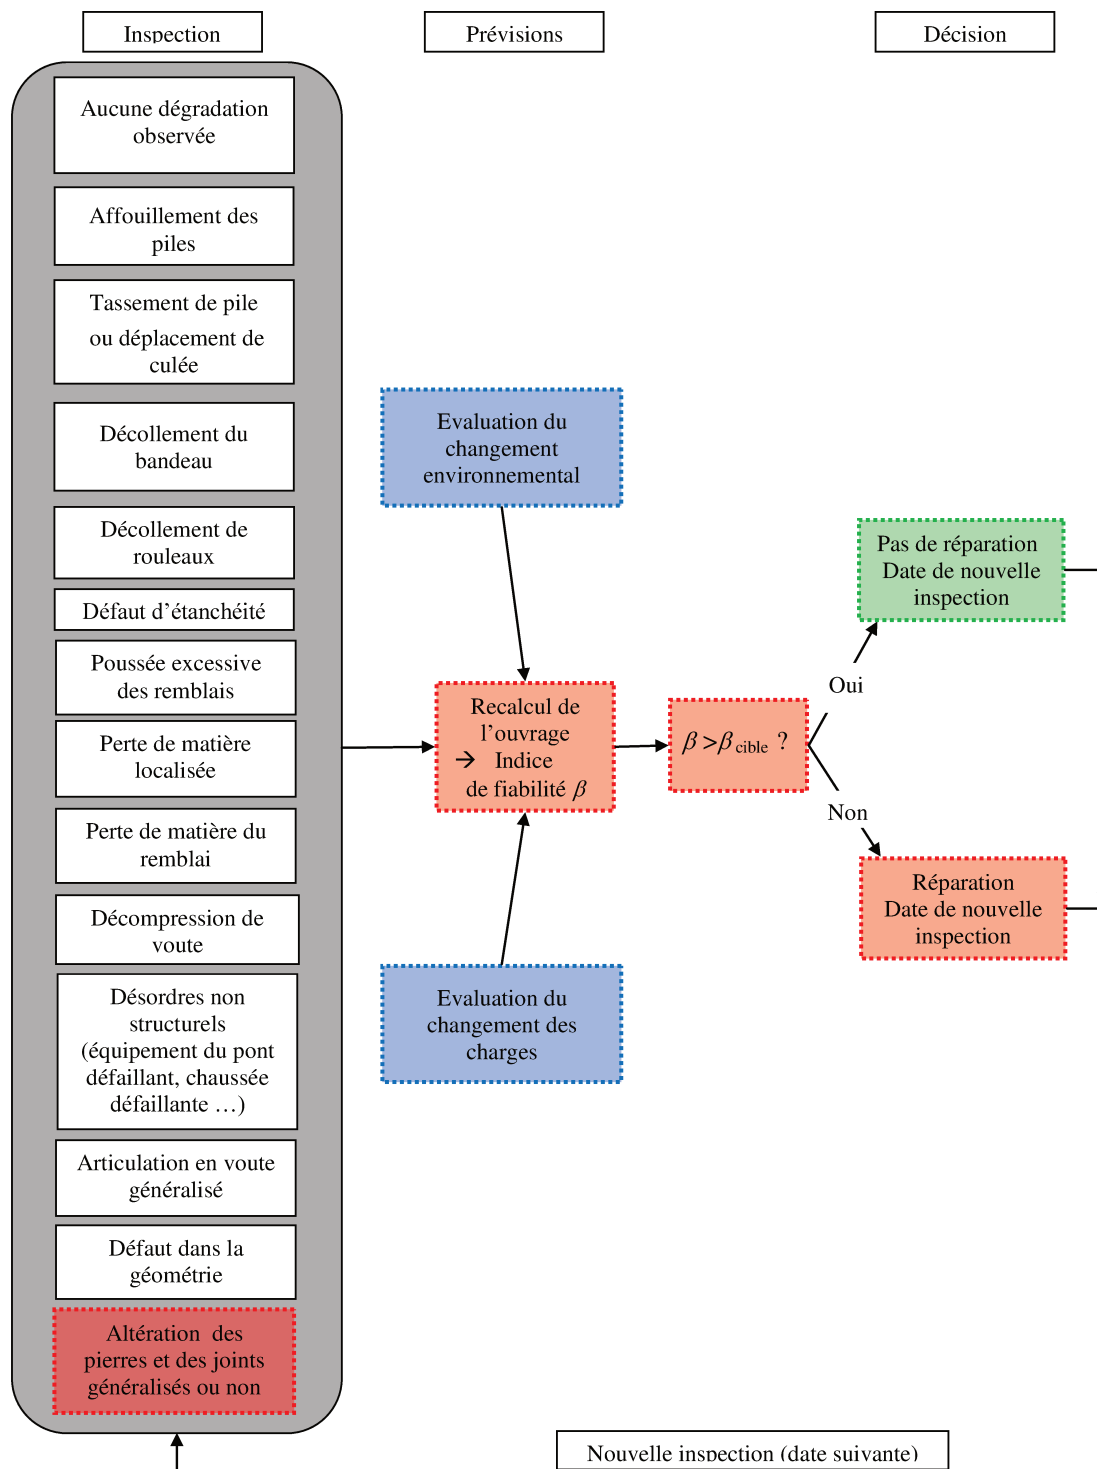 Inspection
Prévisions
Décision
Aucune dégradation
observée
Affouillement des
piles
Tassement de pile
ou déplacement de
culée
Décollement du
bandeau
Décollement de
rouleaux
Défaut d’étanchéité
Poussée excessive
des remblais
Perte de matière
localisée
Perte de matière du
remblai
Décompression de
voute
Désordres non
structurels
(équipement du pont
défaillant, chaussée
défaillante …)
Articulation en voute
généralisé
Défaut dans la
géométrie
Altération des
pierres et des joints
généralisés ou non
Evaluation du
changement
environnemental
Recalcul de
l’ouvrage
→ Indice
de fiabilité β
Evaluation du
changement des
charges
β >β cible ?
Oui
Non
Pas de réparation
Date de nouvelle
inspection
Réparation
Date de nouvelle
inspection
Nouvelle inspection (date suivante)